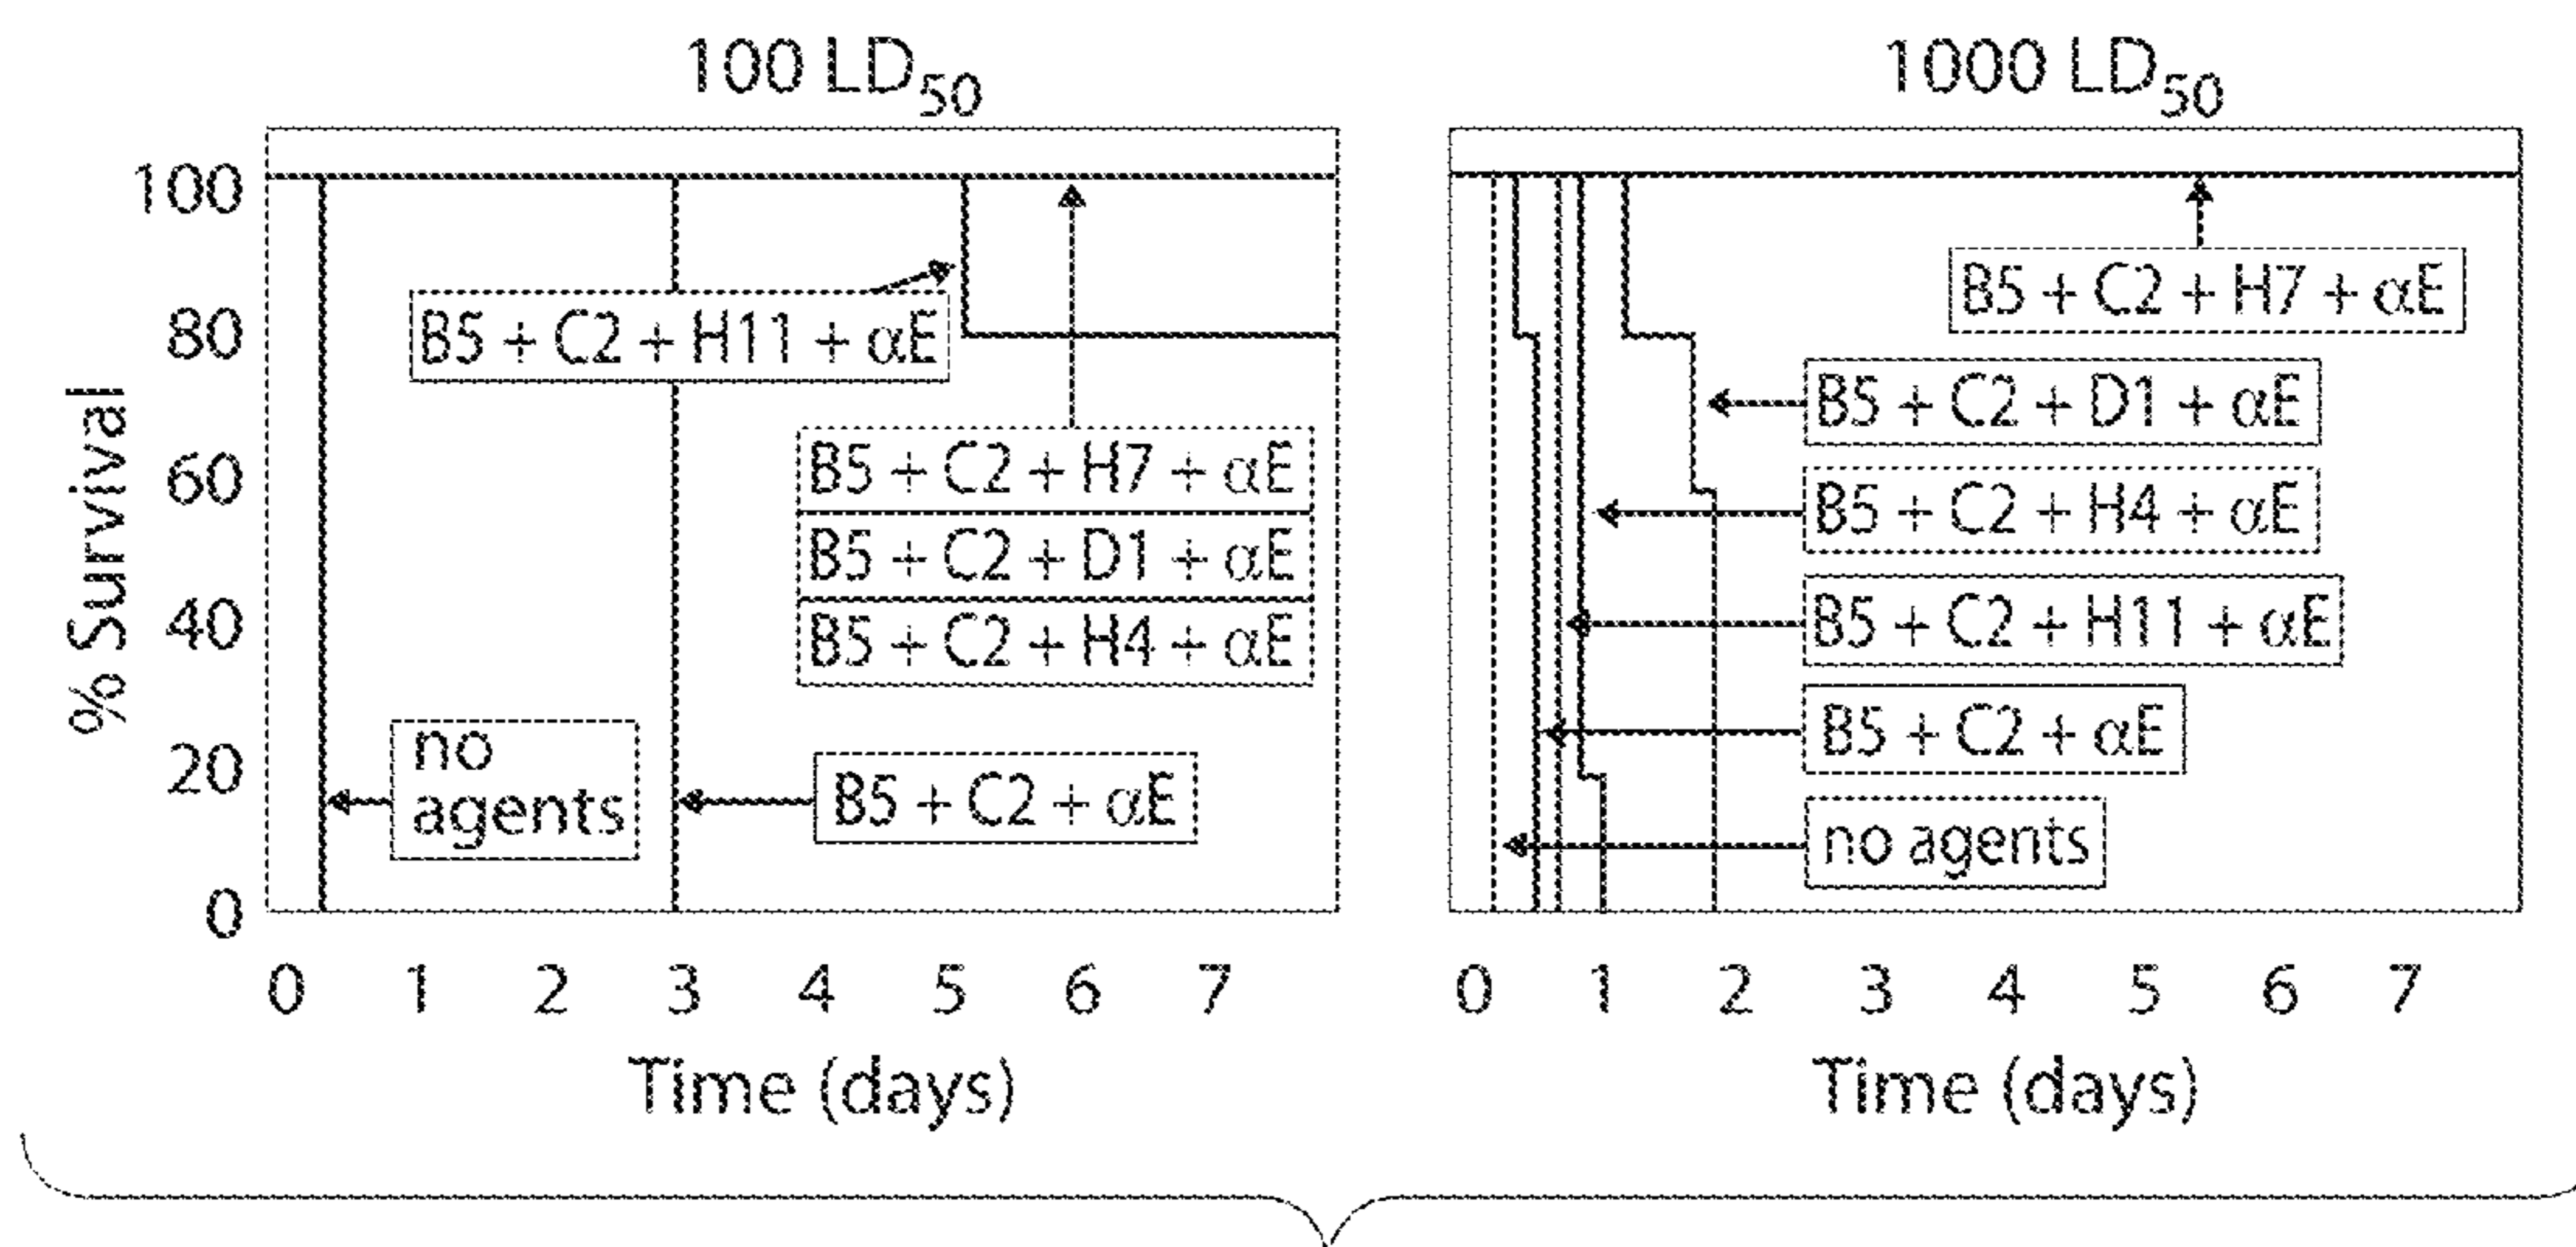 100 LD50
100
80
60
40
20
0
% Survival
B5 + C2 + H11 + αE
B5 + C2 + H7 + αE
B5 + C2 + D1 + αE
B5 + C2 + H4 + αE
no
agents
B5 + C2 + αE
0 1 2 3 4 5 6 7
Time (days)
1000 LD50
B5 + C2 + H7 + αE
B5 + C2 + D1 + αE
B5 + C2 + H4 + αE
B5 + C2 + H11 + αE
B5 + C2 + αE
no agents
0 1 2 3 4 5 6 7
Time (days)